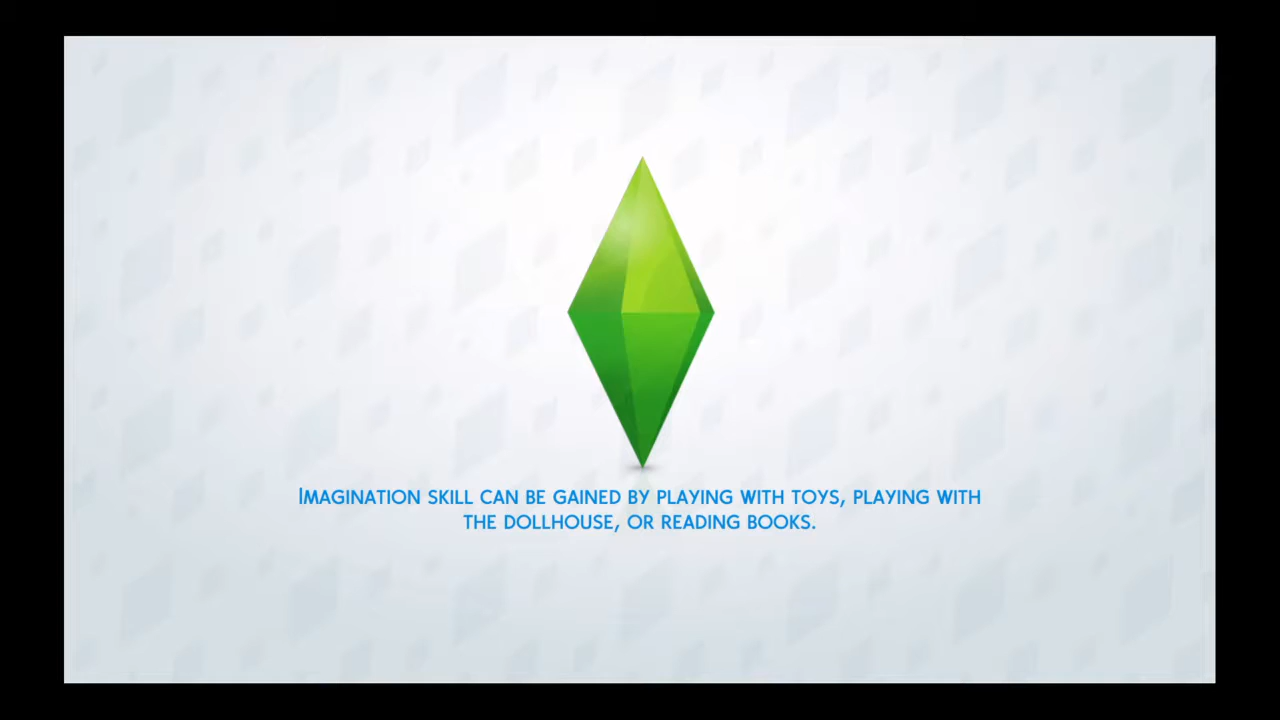 Imagination skill can be gained by playing with toys, playing with
the dollhouse, or reading books.